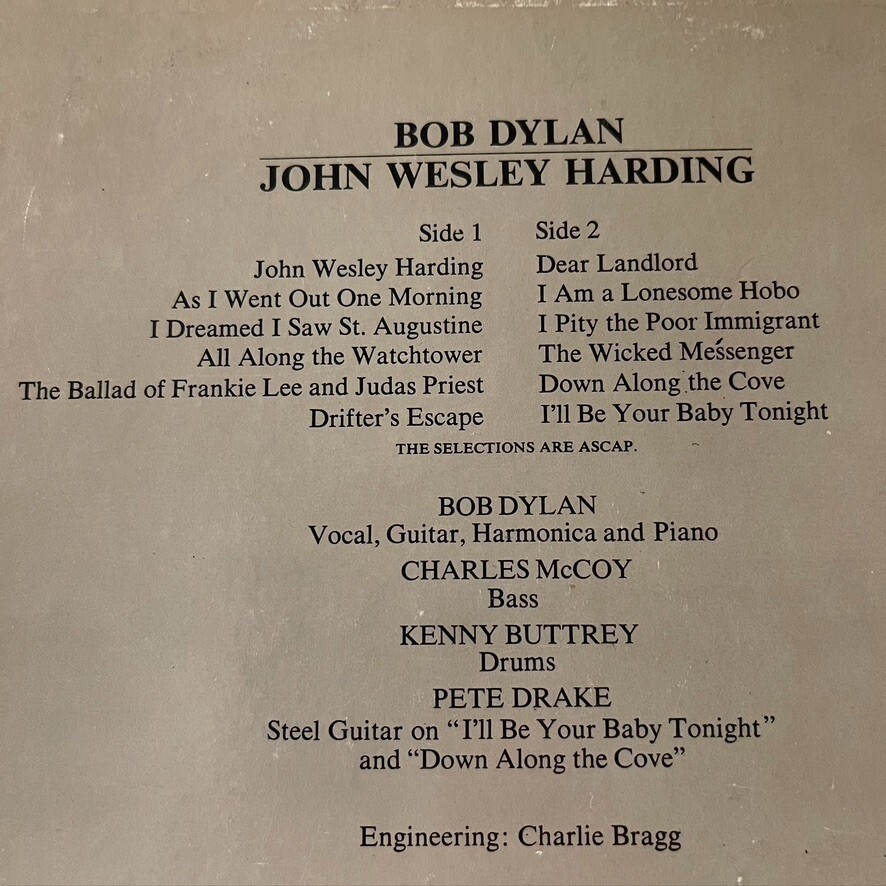 BOB DYLAN
JOHN WESLEY HARDING
Side 1
John Wesley Harding
As I Went Out One Morning
I Dreamed I Saw St. Augustine
All Along the Watchtower
The Ballad of Frankie Lee and Judas Priest
Drifter's Escape
Side 2
Dear Landlord
I Am a Lonesome Hobo
I Pity the Poor Immigrant
The Wicked Messenger
Down Along the Cove
I'll Be Your Baby Tonight
THE SELECTIONS ARE ASCAP.
BOB DYLAN
Vocal, Guitar, Harmonica and Piano
CHARLES McCOY
Bass
KENNY BUTTREY
Drums
PETE DRAKE
Steel Guitar on “I'll Be Your Baby Tonight”
and “Down Along the Cove”
Engineering: Charlie Bragg